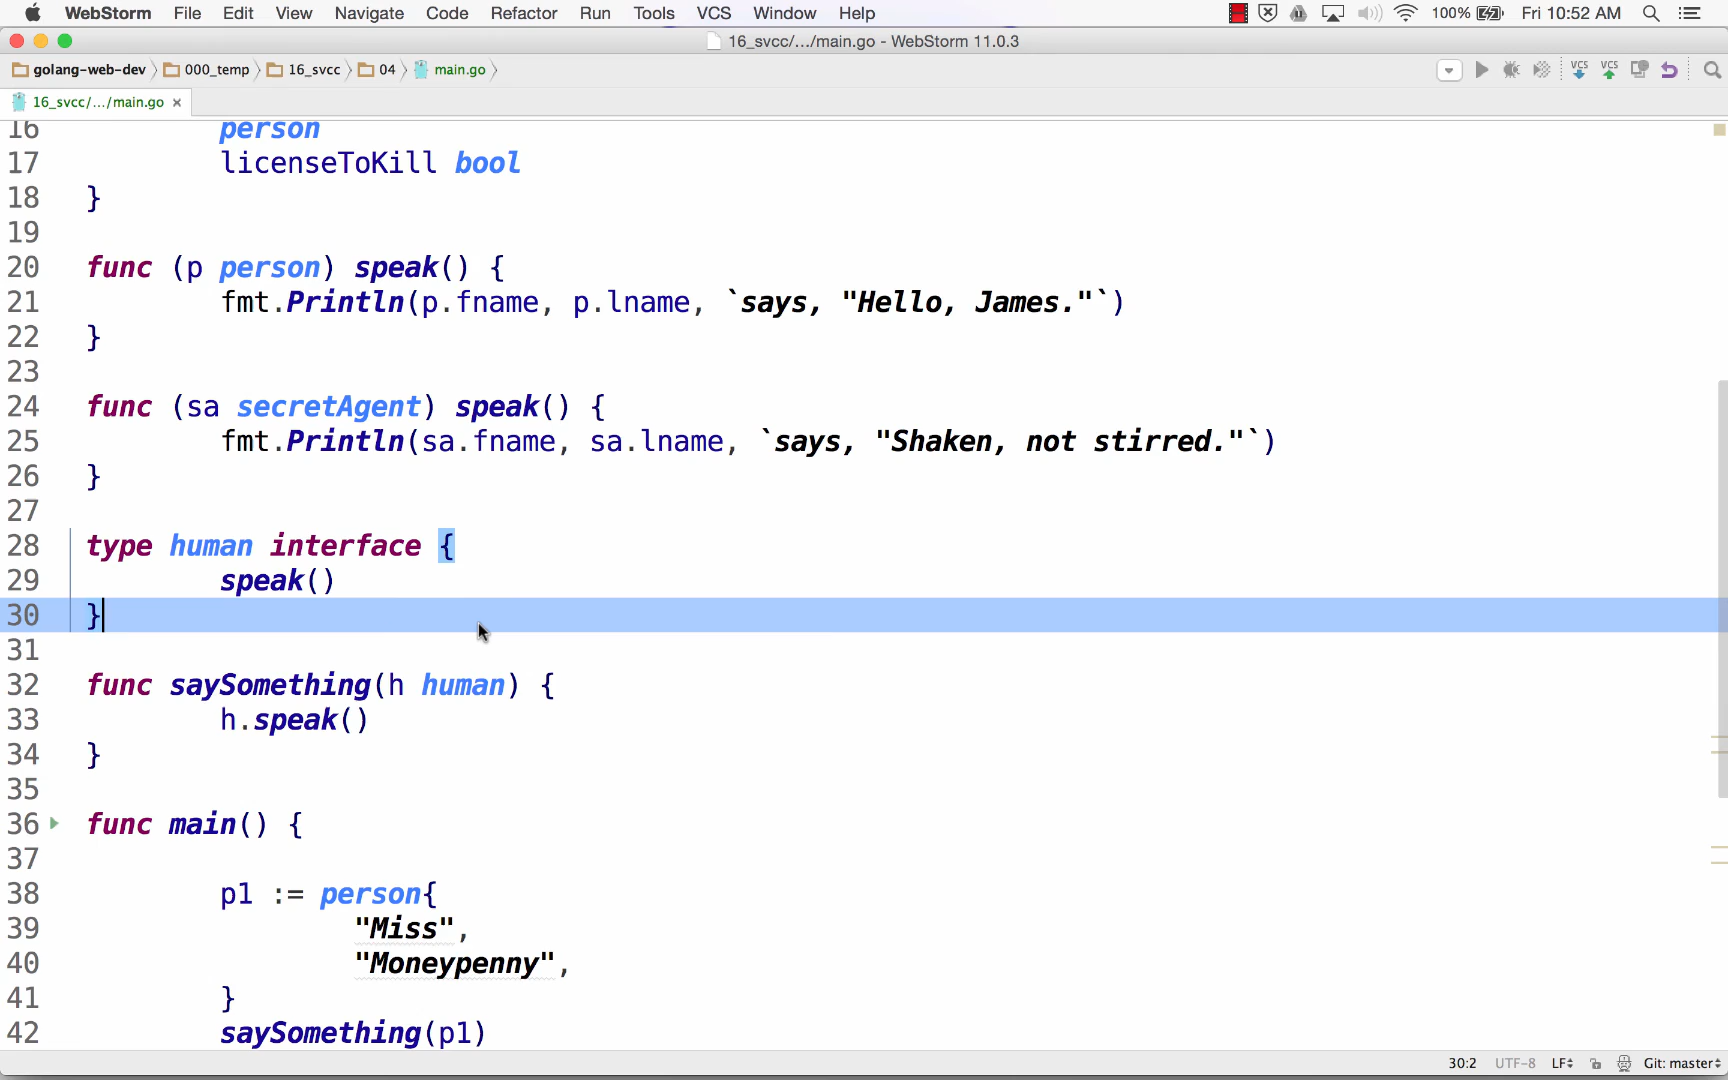 WebStorm File Edit View Navigate Code Refactor Run Tools VCS Window Help 100% Fri 10:52 AM
16_svcc/.../main.go - WebStorm 11.0.3
golang-web-dev 000_temp 16_svcc 04 main.go VCS VCS
16_svcc/.../main.go ×
16 person
17 licenseToKill bool
18 }
19
20 func (p person) speak() {
21 fmt.Println(p.fname, p.lname, `says, "Hello, James."`)
22 }
23
24 func (sa secretAgent) speak() {
25 fmt.Println(sa.fname, sa.lname, `says, "Shaken, not stirred."`)
26 }
27
28 type human interface {
29 speak()
30 }
31
32 func saySomething(h human) {
33 h.speak()
34 }
35
36 func main() {
37
38 p1 := person{
39 "Miss",
40 "Moneypenny",
41 }
42 saySomething(p1)
30:2 UTF-8 LF Git: master